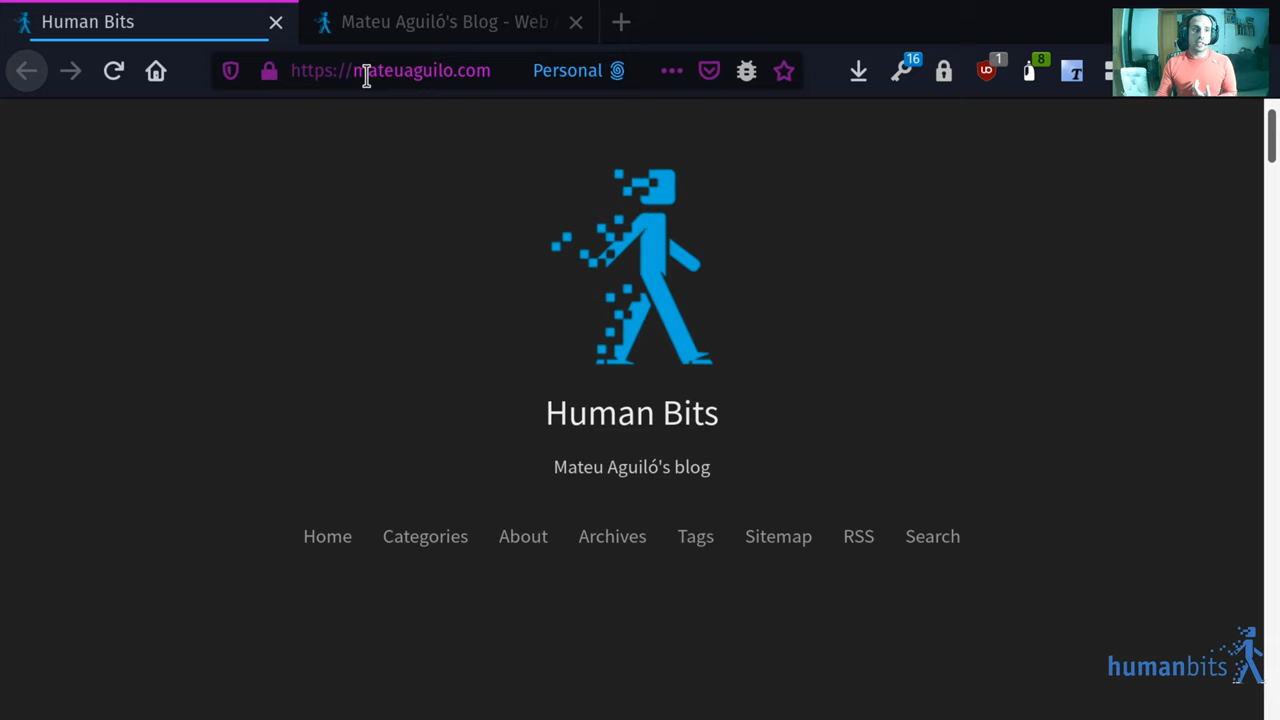 Human Bits
Mateu Aguiló's Blog - Web
https://mateuaguilo.com
Personal
16
1
8
Human Bits
Mateu Aguiló's blog
Home Categories About Archives Tags Sitemap RSS Search
humanbits